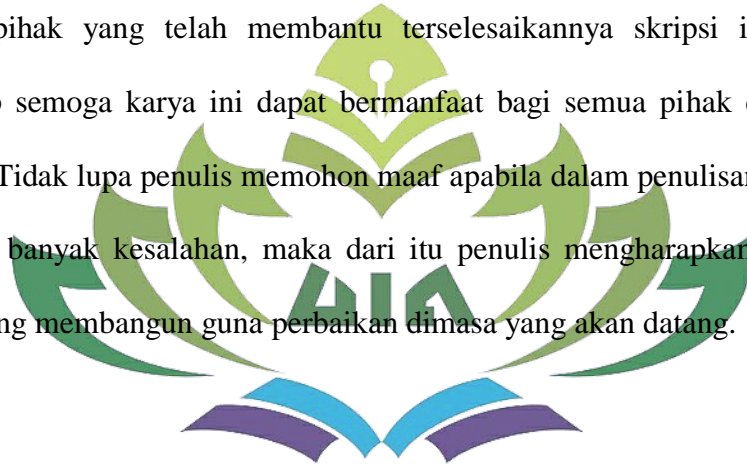 pihak yang telah membantu terselesaikannya skripsi i
semoga karya ini dapat bermanfaat bagi semua pihak
Tidak lupa penulis memohon maaf apabila dalam penulisan
banyak kesalahan, maka dari itu penulis mengharapkan
ng membangun guna perbaikan dimasa yang akan datang.
UIN